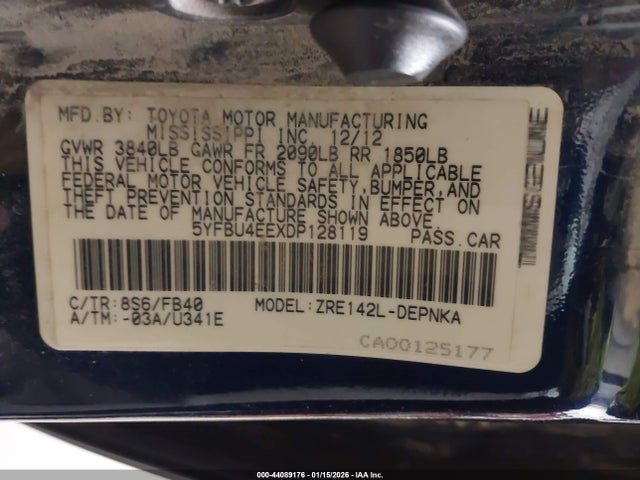 MFD.BY: TOYOTA MOTOR MANUFACTURING
MISSISSIPPI INC. 12/12
GVWR 3840LB GAWR FR 2090LB RR 1850LB
THIS VEHICLE CONFORMS TO ALL APPLICABLE
FEDERAL MOTOR VEHICLE SAFETY,BUMPER,AND
THEFT PREVENTION STANDARDS IN EFFECT ON
THE DATE OF MANUFACTURE SHOWN ABOVE.
5YFBU4EEXDP128119 PASS.CAR
C/TR:8S6/FB40 MODEL:ZRE142L-DEPNKA
A/TM:-03A/U341E
CA00125177
000-44089176 - 01/15/2026 - IAA Inc.